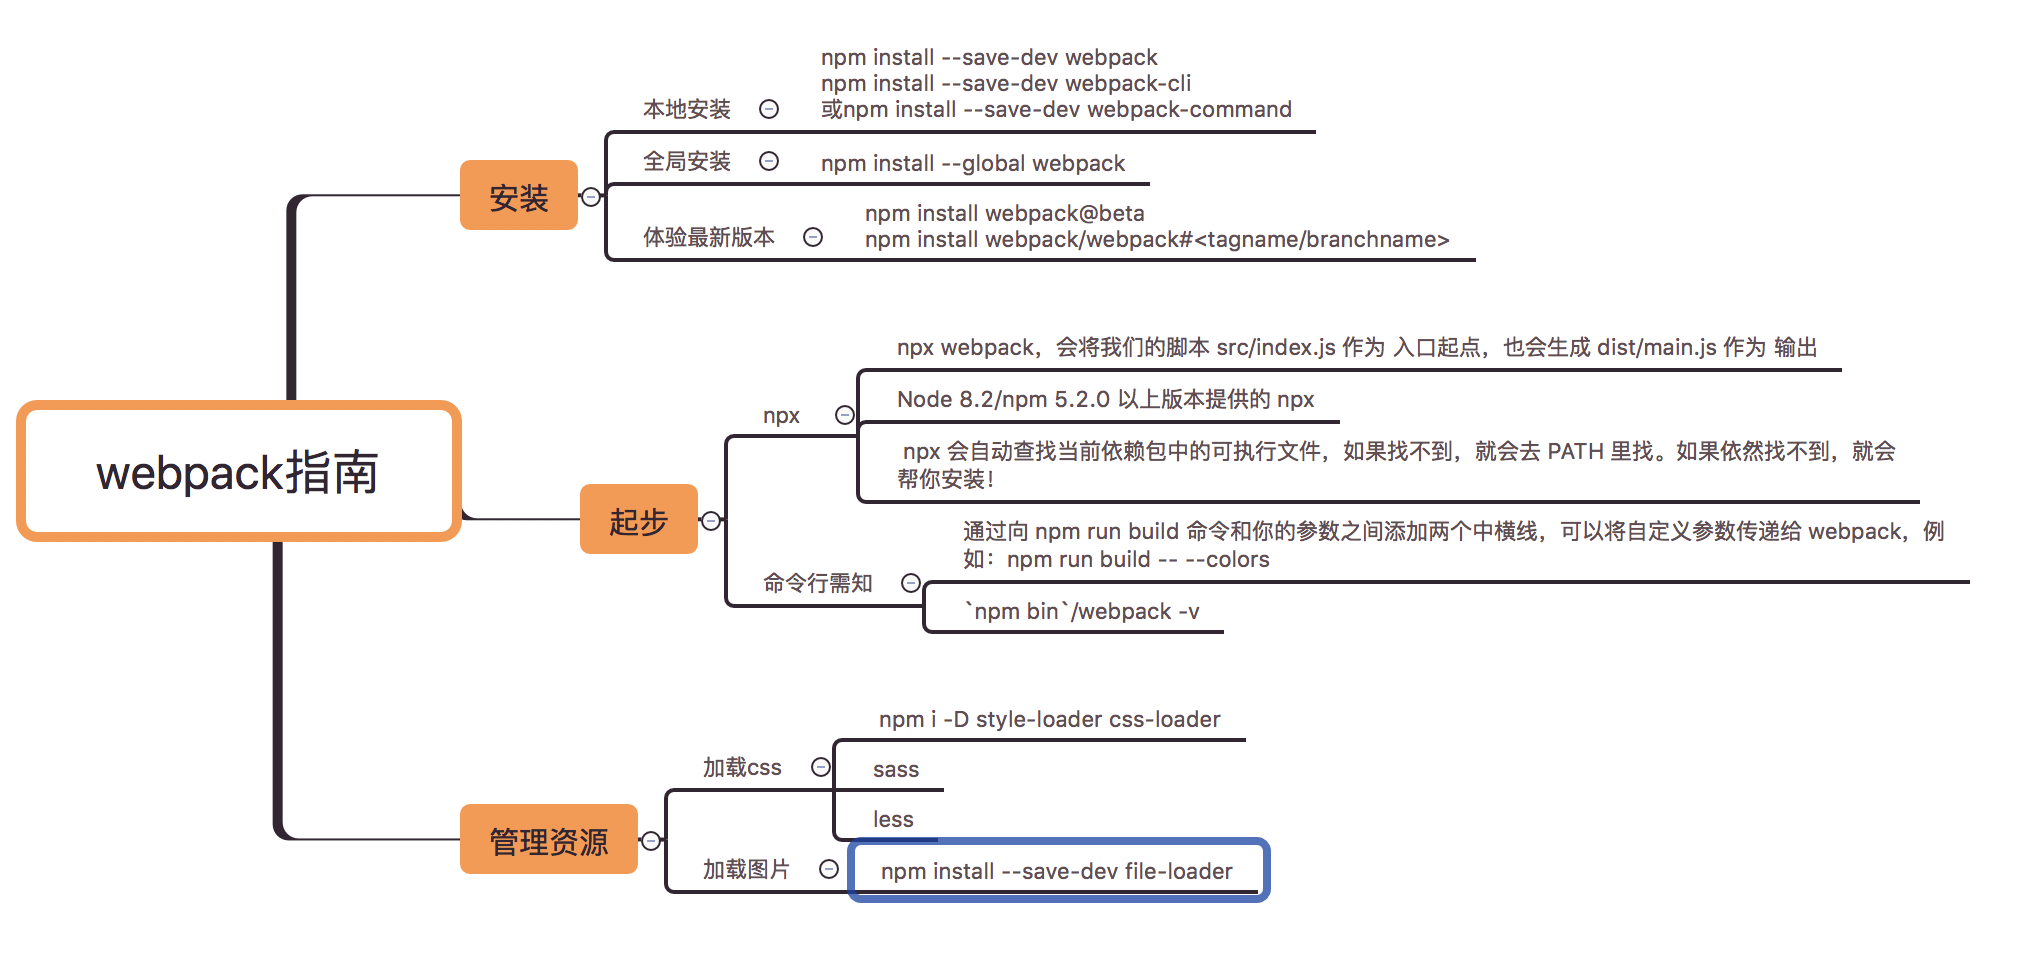 webpack指南
安装
本地安装
npm install --save-dev webpack
npm install --save-dev webpack-cli
或npm install --save-dev webpack-command
全局安装
npm install --global webpack
体验最新版本
npm install webpack@beta
npm install webpack/webpack#<tagname/branchname>
起步
npx
npx webpack，会将我们的脚本 src/index.js 作为 入口起点，也会生成 dist/main.js 作为 输出
Node 8.2/npm 5.2.0 以上版本提供的 npx
npx 会自动查找当前依赖包中的可执行文件，如果找不到，就会去 PATH 里找。如果依然找不到，就会
帮你安装！
命令行需知
通过向 npm run build 命令和你的参数之间添加两个中横线，可以将自定义参数传递给 webpack，例
如：npm run build -- --colors
`npm bin`/webpack -v
管理资源
加载css
npm i -D style-loader css-loader
sass
less
加载图片
npm install --save-dev file-loader